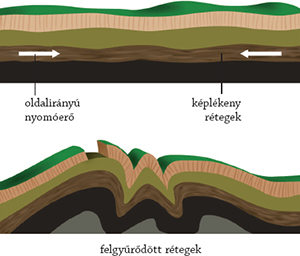 oldalirányú
nyomóerő
képlékeny
rétegek
felgyűrődött rétegek